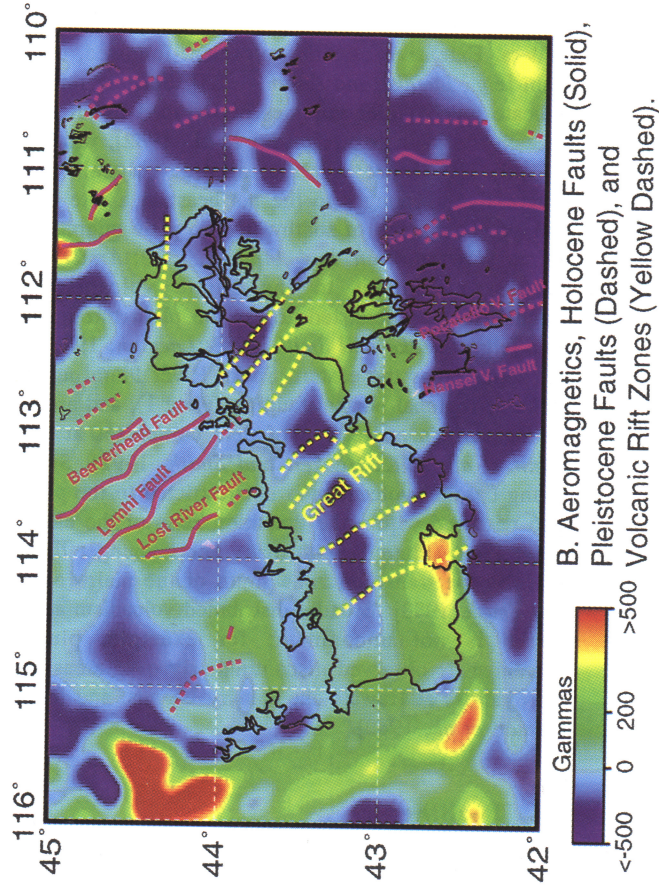 116° 115° 114° 113° 112° 111° 110°
45°
44°
43°
42°
Beaverhead Fault
Lemhi Fault
Lost River Fault
Great Rift
Pocatello V. Fault
Hansel V. Fault
Gammas
<-500 0 200 >500
B. Aeromagnetics, Holocene Faults (Solid),
Pleistocene Faults (Dashed), and
Volcanic Rift Zones (Yellow Dashed).